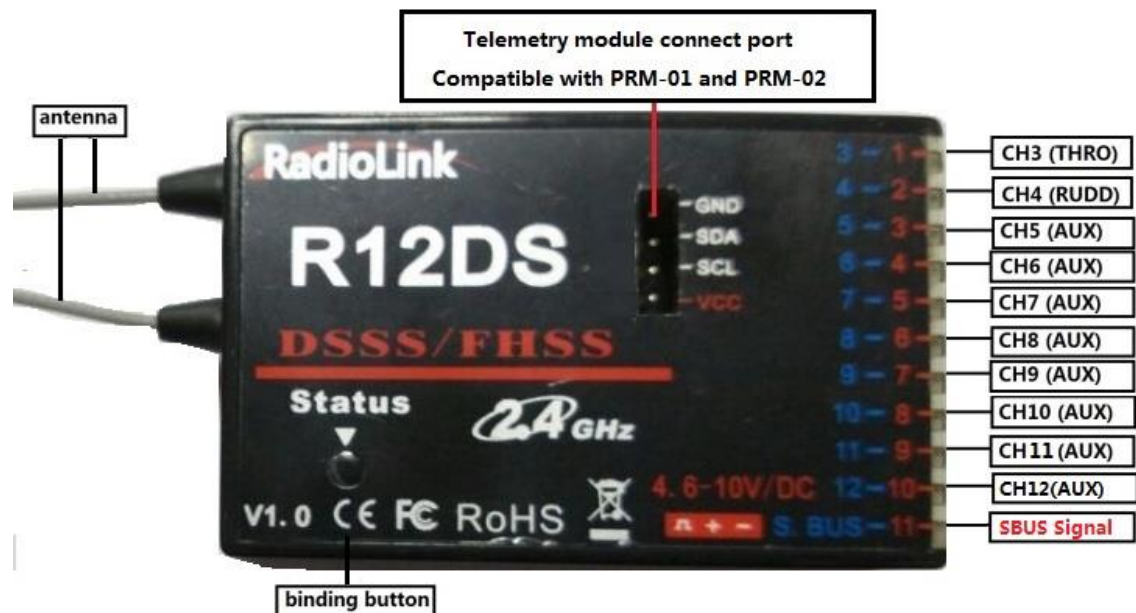 Telemetry module connect port
Compatible with PRM-01 and PRM-02
antenna
RadioLink
R12DS
DSSS/FHSS
Status
2.4GHz
V1.0 CE FC RoHS
GND
SDA
SCL
VCC
3 - 1 CH3 (THRO)
4 - 2 CH4 (RUDD)
5 - 3 CH5 (AUX)
6 - 4 CH6 (AUX)
7 - 5 CH7 (AUX)
8 - 6 CH8 (AUX)
9 - 7 CH9 (AUX)
10 - 8 CH10 (AUX)
11 - 9 CH11 (AUX)
4.6-10V/DC 12-10 CH12(AUX)
+ - S.BUS-11 SBUS Signal
binding button